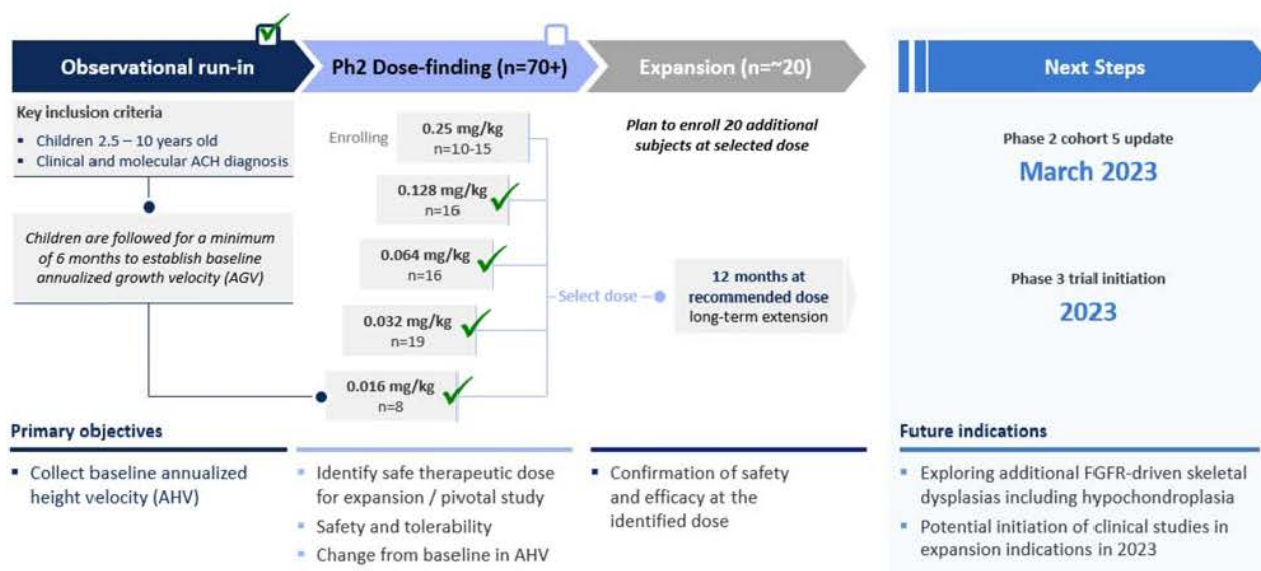 Observational run-in
Key inclusion criteria
▪ Children 2.5 – 10 years old
▪ Clinical and molecular ACH diagnosis
Children are followed for a minimum
of 6 months to establish baseline
annualized growth velocity (AGV)
Ph2 Dose-finding (n=70+)
Enrolling
0.25 mg/kg
n=10-15
0.128 mg/kg
n=16
0.064 mg/kg
n=16
0.032 mg/kg
n=19
0.016 mg/kg
n=8
Select dose
Expansion (n=~20)
Plan to enroll 20 additional
subjects at selected dose
12 months at
recommended dose
long-term extension
Next Steps
Phase 2 cohort 5 update
March 2023
Phase 3 trial initiation
2023
Primary objectives
▪ Collect baseline annualized
height velocity (AHV)
▪ Identify safe therapeutic dose
for expansion / pivotal study
▪ Safety and tolerability
▪ Change from baseline in AHV
▪ Confirmation of safety
and efficacy at the
identified dose
Future indications
▪ Exploring additional FGFR-driven skeletal
dysplasias including hypochondroplasia
▪ Potential initiation of clinical studies in
expansion indications in 2023